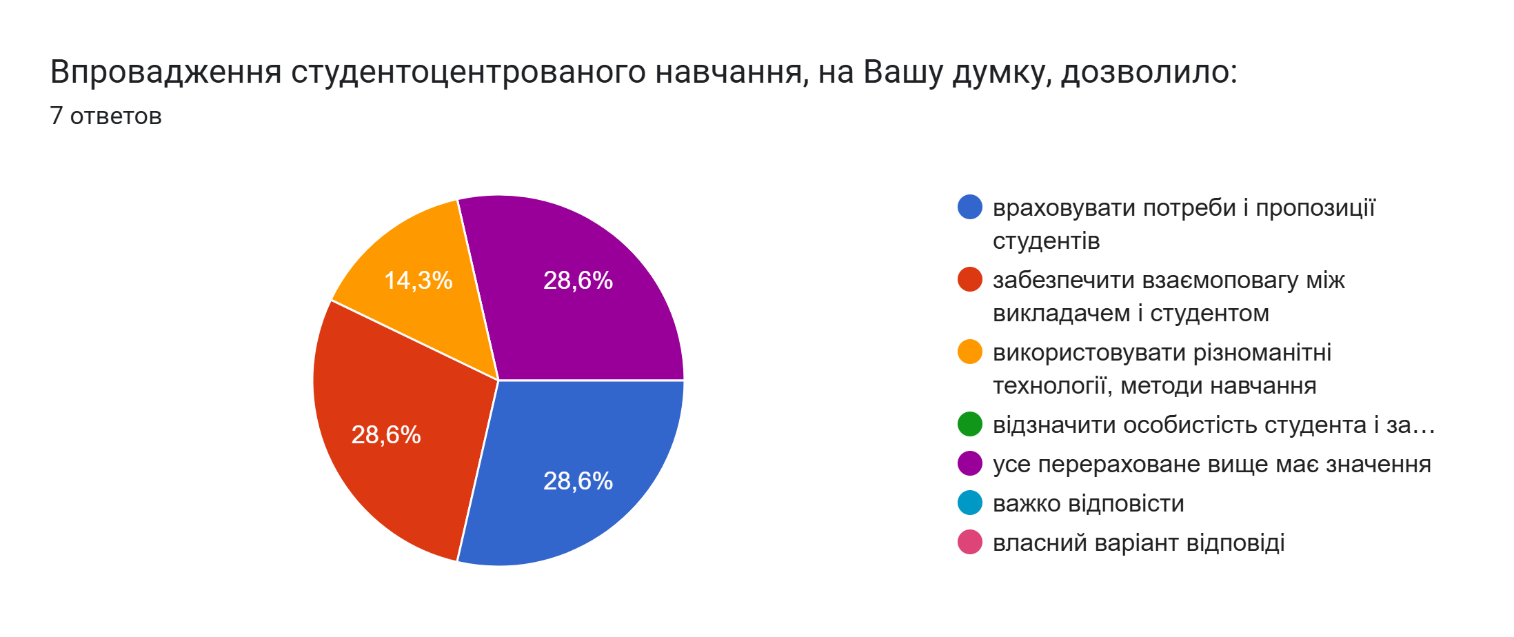 Впровадження студентоцентрованого навчання, на Вашу думку, дозволило:
7 ответов
14,3%
28,6%
28,6%
28,6%
враховувати потреби і пропозиції
студентів
забезпечити взаємоповагу між
викладачем і студентом
використовувати різноманітні
технології, методи навчання
відзначити особистість студента і за…
усе перераховане вище має значення
важко відповісти
власний варіант відповіді